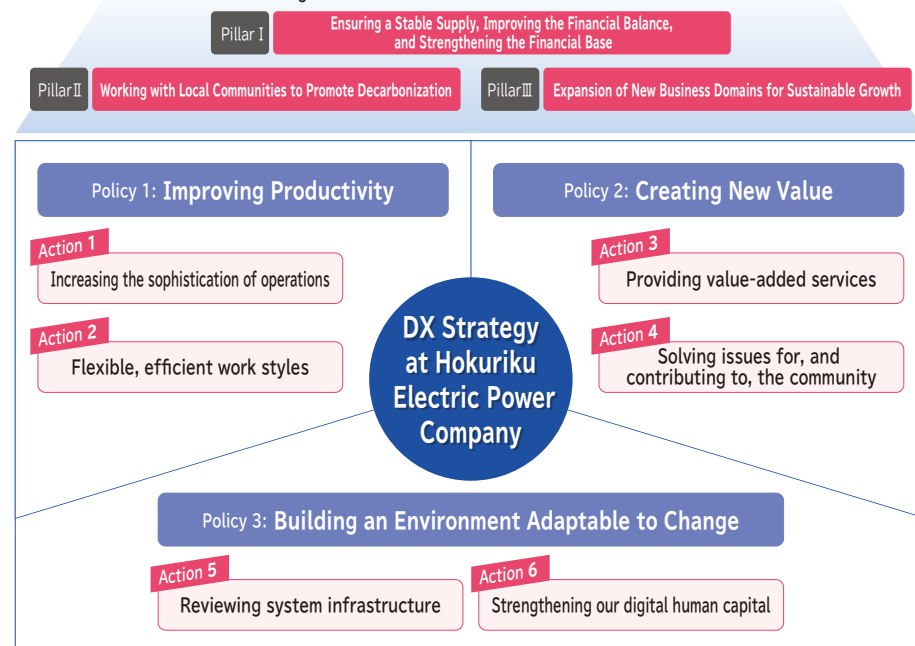 Pillar Ⅰ
Ensuring a Stable Supply, Improving the Financial Balance,
and Strengthening the Financial Base
Pillar Ⅱ
Working with Local Communities to Promote Decarbonization
Pillar Ⅲ
Expansion of New Business Domains for Sustainable Growth
Policy 1: Improving Productivity
Action 1
Increasing the sophistication of operations
Action 2
Flexible, efficient work styles
Policy 2: Creating New Value
Action 3
Providing value-added services
Action 4
Solving issues for, and
contributing to, the community
DX Strategy
at Hokuriku
Electric Power
Company
Policy 3: Building an Environment Adaptable to Change
Action 5
Reviewing system infrastructure
Action 6
Strengthening our digital human capital